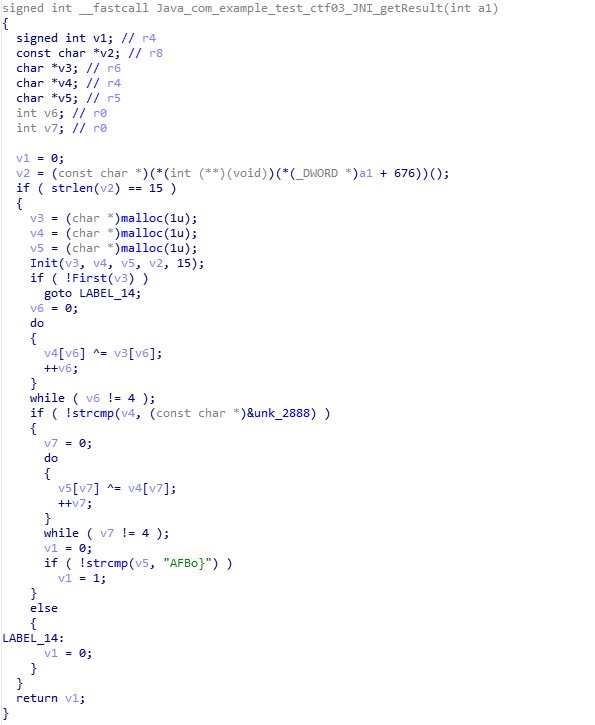 signed int __fastcall Java_com_example_test_ctf03_JNI_getResult(int a1)
{
  signed int v1; // r4
  const char *v2; // r8
  char *v3; // r6
  char *v4; // r4
  char *v5; // r5
  int v6; // r0
  int v7; // r0

  v1 = 0;
  v2 = (const char *)(*(int (**)(void))(*(_DWORD *)a1 + 676))();
  if ( strlen(v2) == 15 )
  {
    v3 = (char *)malloc(1u);
    v4 = (char *)malloc(1u);
    v5 = (char *)malloc(1u);
    Init(v3, v4, v5, v2, 15);
    if ( !First(v3) )
      goto LABEL_14;
    v6 = 0;
    do
    {
      v4[v6] ^= v3[v6];
      ++v6;
    }
    while ( v6 != 4 );
    if ( !strcmp(v4, (const char *)&unk_2888) )
    {
      v7 = 0;
      do
      {
        v5[v7] ^= v4[v7];
        ++v7;
      }
      while ( v7 != 4 );
      v1 = 0;
      if ( !strcmp(v5, "AFBo}") )
        v1 = 1;
    }
    else
    {
LABEL_14:
      v1 = 0;
    }
  }
  return v1;
}